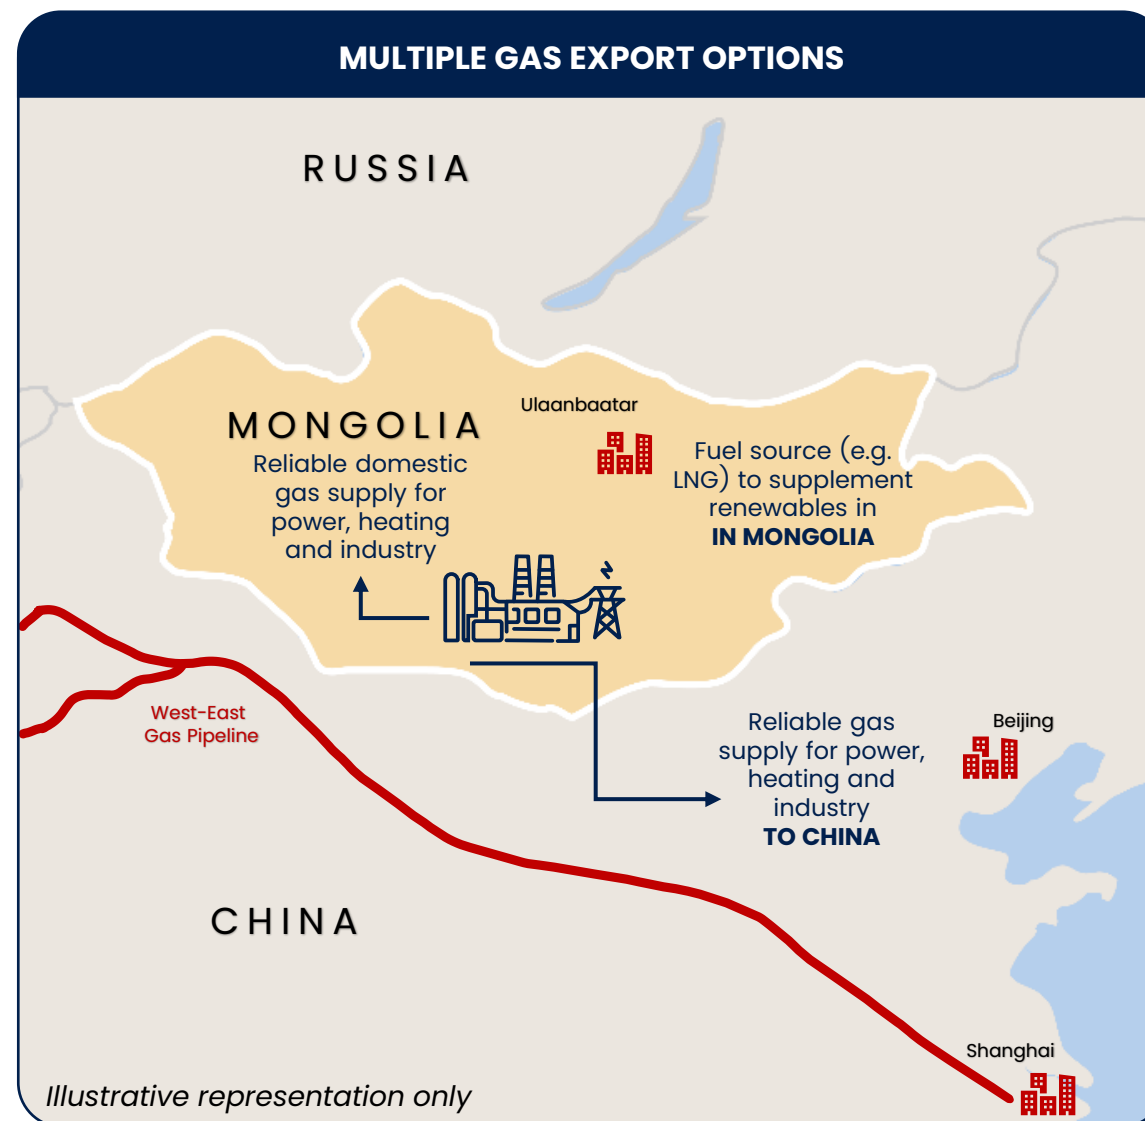 MULTIPLE GAS EXPORT OPTIONS
RUSSIA
Ulaanbaatar
MONGOLIA
Reliable domestic
gas supply for
power, heating
and industry
Fuel source (e.g.
LNG) to supplement
renewables in
IN MONGOLIA
West-East
Gas Pipeline
Reliable gas
supply for power,
heating and
industry
TO CHINA
Beijing
CHINA
Shanghai
Illustrative representation only